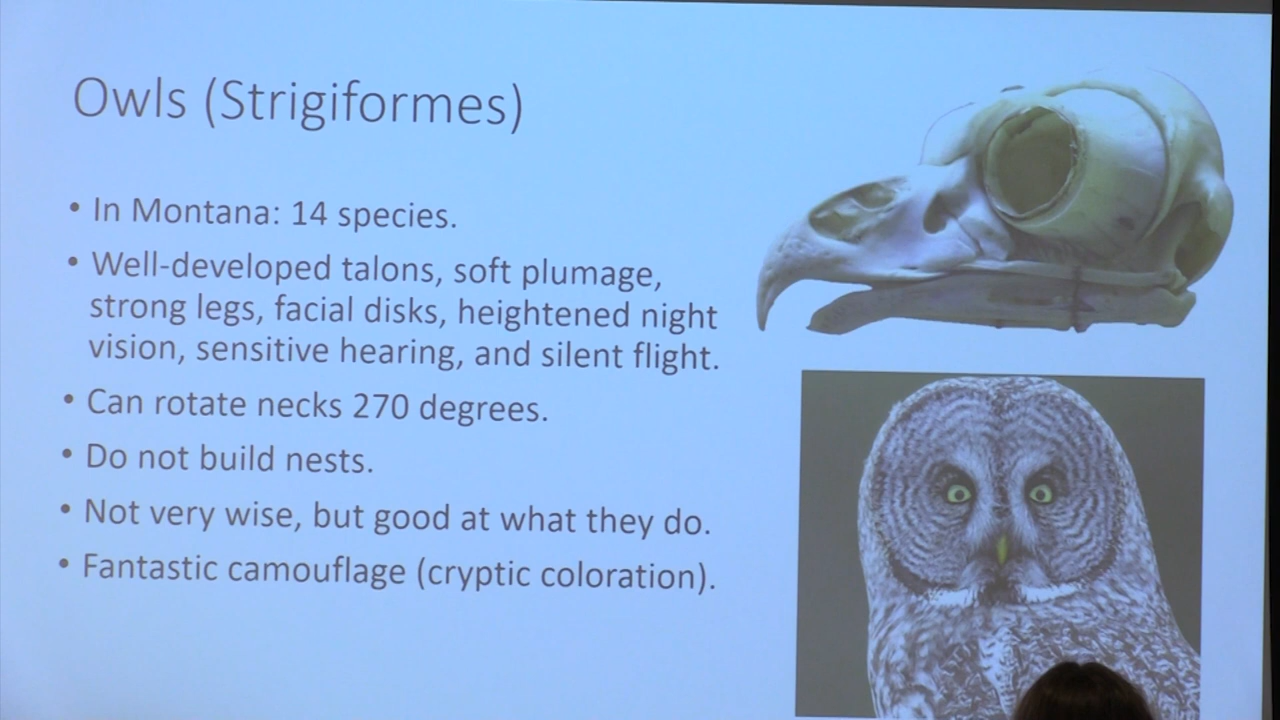 Owls (Strigiformes)
• In Montana: 14 species.
• Well-developed talons, soft plumage,
strong legs, facial disks, heightened night
vision, sensitive hearing, and silent flight.
• Can rotate necks 270 degrees.
• Do not build nests.
• Not very wise, but good at what they do.
• Fantastic camouflage (cryptic coloration).